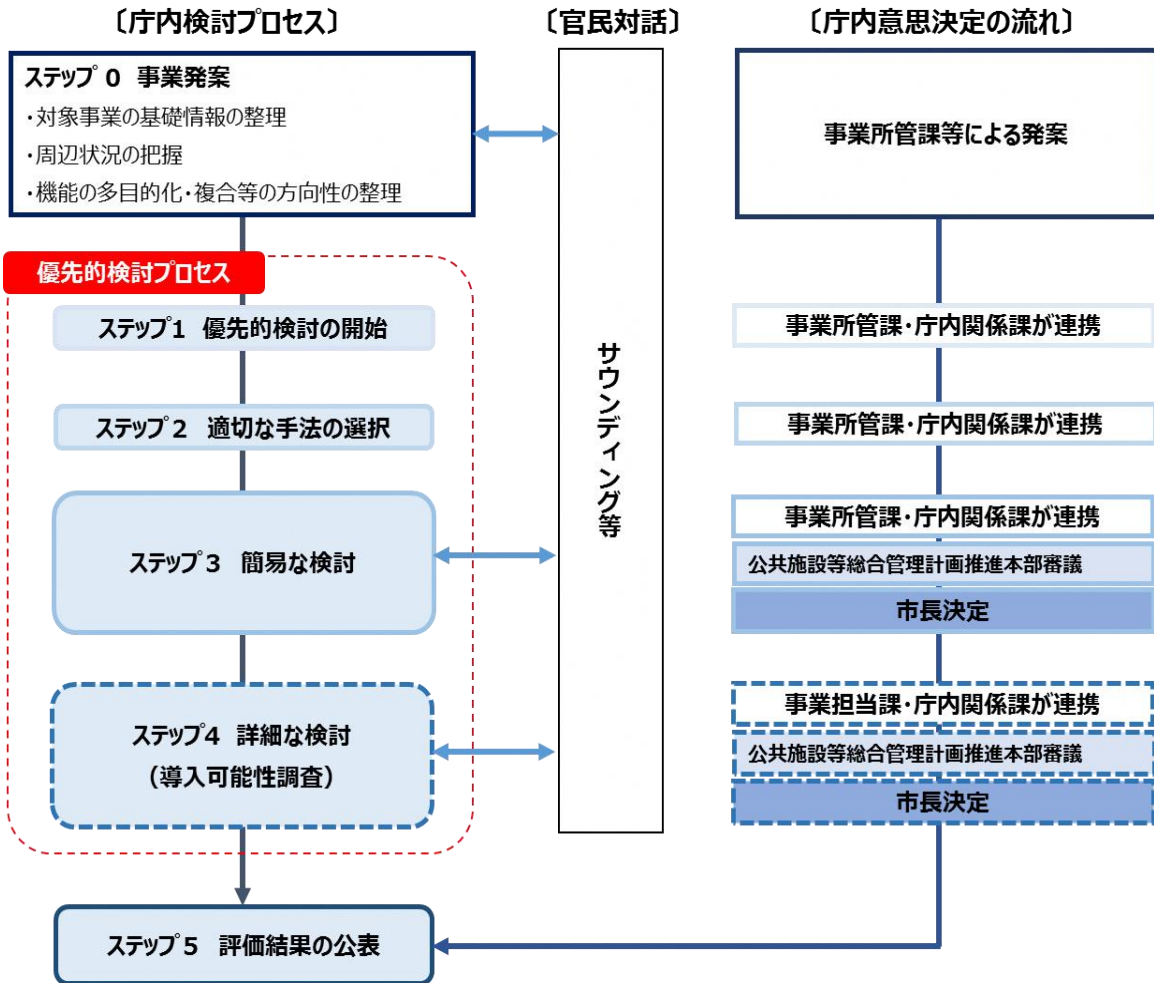 〔庁内検討プロセス〕
〔官民対話〕
〔庁内意思決定の流れ〕
ステップ0 事業発案
・対象事業の基礎情報の整理
・周辺状況の把握
・機能の多目的化・複合等の方向性の整理
事業所管課等による発案
優先的検討プロセス
ステップ1 優先的検討の開始
事業所管課・庁内関係課が連携
ステップ2 適切な手法の選択
事業所管課・庁内関係課が連携
サウンディング等
ステップ3 簡易な検討
事業所管課・庁内関係課が連携
公共施設等総合管理計画推進本部審議
市長決定
ステップ4 詳細な検討
（導入可能性調査）
事業担当課・庁内関係課が連携
公共施設等総合管理計画推進本部審議
市長決定
ステップ5 評価結果の公表